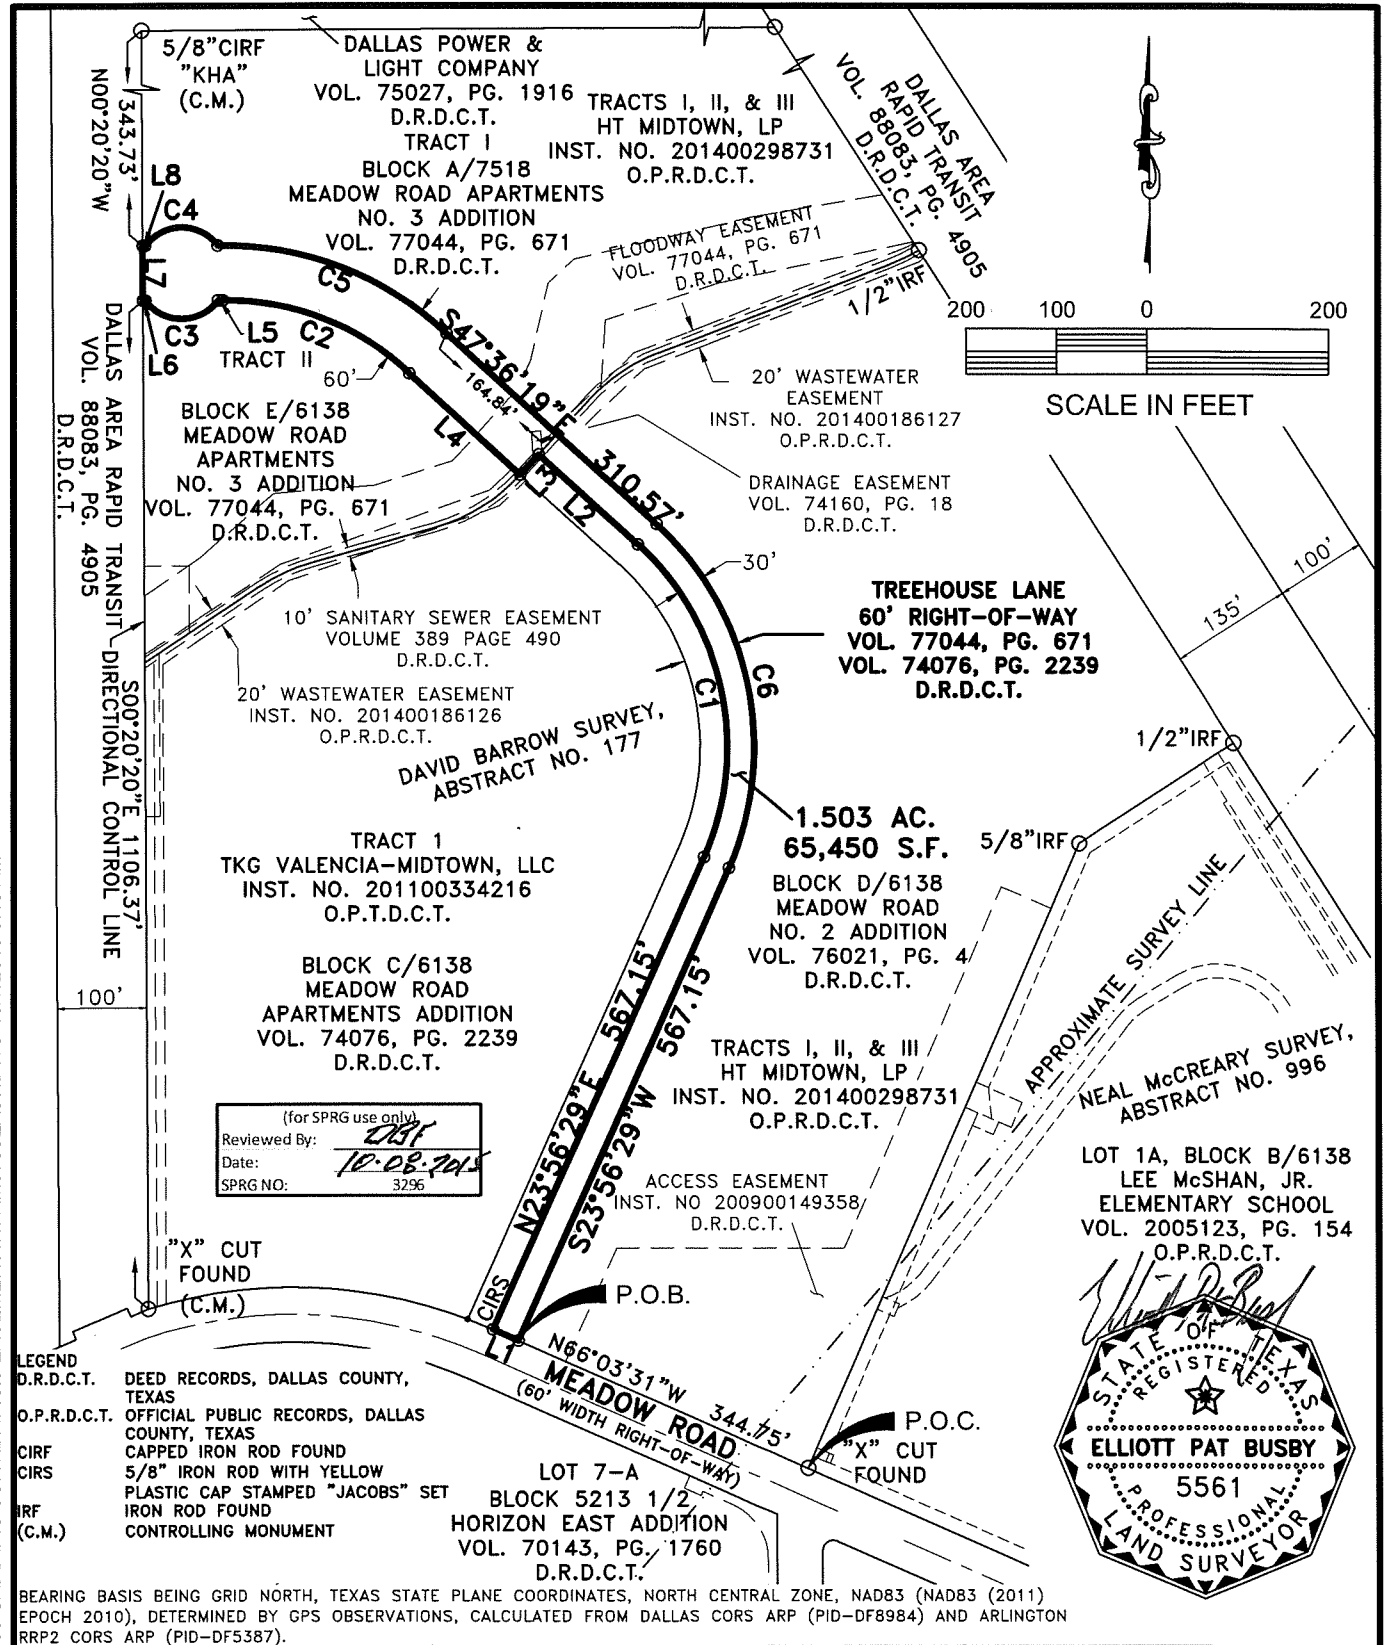 5/8"CIRF
"KHA"
(C.M.)
343.73'
N00°20'20"W
DALLAS POWER &
LIGHT COMPANY
VOL. 75027, PG. 1916
D.R.D.C.T.
TRACT I
BLOCK A/7518
MEADOW ROAD APARTMENTS
NO. 3 ADDITION
VOL. 77044, PG. 671
D.R.D.C.T.
TRACTS I, II, & III
HT MIDTOWN, LP
INST. NO. 201400298731
O.P.R.D.C.T.
DALLAS AREA
RAPID TRANSIT
VOL. 88083, PG. 4905
D.R.D.C.T.
FLOODWAY EASEMENT
VOL. 77044, PG. 671
D.R.D.C.T.
1/2"IRF
200 100 0 200
SCALE IN FEET
L8
C4
L7
C5
C3
L5
C2
L6
TRACT II
60'
S47°36'19"E 310.57'
164.84'
L4
L3
L2
20' WASTEWATER
EASEMENT
INST. NO. 201400186127
O.P.R.D.C.T.
DRAINAGE EASEMENT
VOL. 74160, PG. 18
D.R.D.C.T.
BLOCK E/6138
MEADOW ROAD
APARTMENTS
NO. 3 ADDITION
VOL. 77044, PG. 671
D.R.D.C.T.
DALLAS AREA RAPID TRANSIT
VOL. 88083, PG. 4905
D.R.D.C.T.
DIRECTIONAL CONTROL LINE
S00°20'20"E 1106.37'
30'
TREEHOUSE LANE
60' RIGHT-OF-WAY
VOL. 77044, PG. 671
VOL. 74076, PG. 2239
D.R.D.C.T.
100'
135'
10' SANITARY SEWER EASEMENT
VOLUME 389 PAGE 490
D.R.D.C.T.
20' WASTEWATER EASEMENT
INST. NO. 201400186126
O.P.R.D.C.T.
C1
C6
DAVID BARROW SURVEY,
ABSTRACT NO. 177
1/2"IRF
1.503 AC.
65,450 S.F.
5/8"IRF
TRACT 1
TKG VALENCIA-MIDTOWN, LLC
INST. NO. 201100334216
O.P.T.D.C.T.
BLOCK D/6138
MEADOW ROAD
NO. 2 ADDITION
VOL. 76021, PG. 4
D.R.D.C.T.
APPROXIMATE SURVEY LINE
BLOCK C/6138
MEADOW ROAD
APARTMENTS ADDITION
VOL. 74076, PG. 2239
D.R.D.C.T.
100'
N23°56'29"E 567.15'
S23°56'29"W 567.15'
TRACTS I, II, & III
HT MIDTOWN, LP
INST. NO. 201400298731
O.P.R.D.C.T.
NEAL McCREARY SURVEY,
ABSTRACT NO. 996
(for SPRG use only)
Reviewed By: DBF
Date: 10-08-2015
SPRG NO: 3296
ACCESS EASEMENT
INST. NO 200900149358
D.R.D.C.T.
LOT 1A, BLOCK B/6138
LEE McSHAN, JR.
ELEMENTARY SCHOOL
VOL. 2005123, PG. 154
O.P.R.D.C.T.
"X" CUT
FOUND
(C.M.)
CIRS
P.O.B.
L1
N66°03'31"W 344.75'
MEADOW ROAD
(60' WIDTH RIGHT-OF-WAY)
P.O.C.
"X" CUT
FOUND
STATE OF TEXAS
REGISTERED
ELLIOTT PAT BUSBY
5561
PROFESSIONAL
LAND SURVEYOR
LEGEND
D.R.D.C.T. DEED RECORDS, DALLAS COUNTY,
TEXAS
O.P.R.D.C.T. OFFICIAL PUBLIC RECORDS, DALLAS
COUNTY, TEXAS
CIRF CAPPED IRON ROD FOUND
CIRS 5/8" IRON ROD WITH YELLOW
PLASTIC CAP STAMPED "JACOBS" SET
IRF IRON ROD FOUND
(C.M.) CONTROLLING MONUMENT
LOT 7-A
BLOCK 5213 1/2
HORIZON EAST ADDITION
VOL. 70143, PG. 1760
D.R.D.C.T.
BEARING BASIS BEING GRID NORTH, TEXAS STATE PLANE COORDINATES, NORTH CENTRAL ZONE, NAD83 (NAD83 (2011)
EPOCH 2010), DETERMINED BY GPS OBSERVATIONS, CALCULATED FROM DALLAS CORS ARP (PID-DF8984) AND ARLINGTON
RRP2 CORS ARP (PID-DF5387).